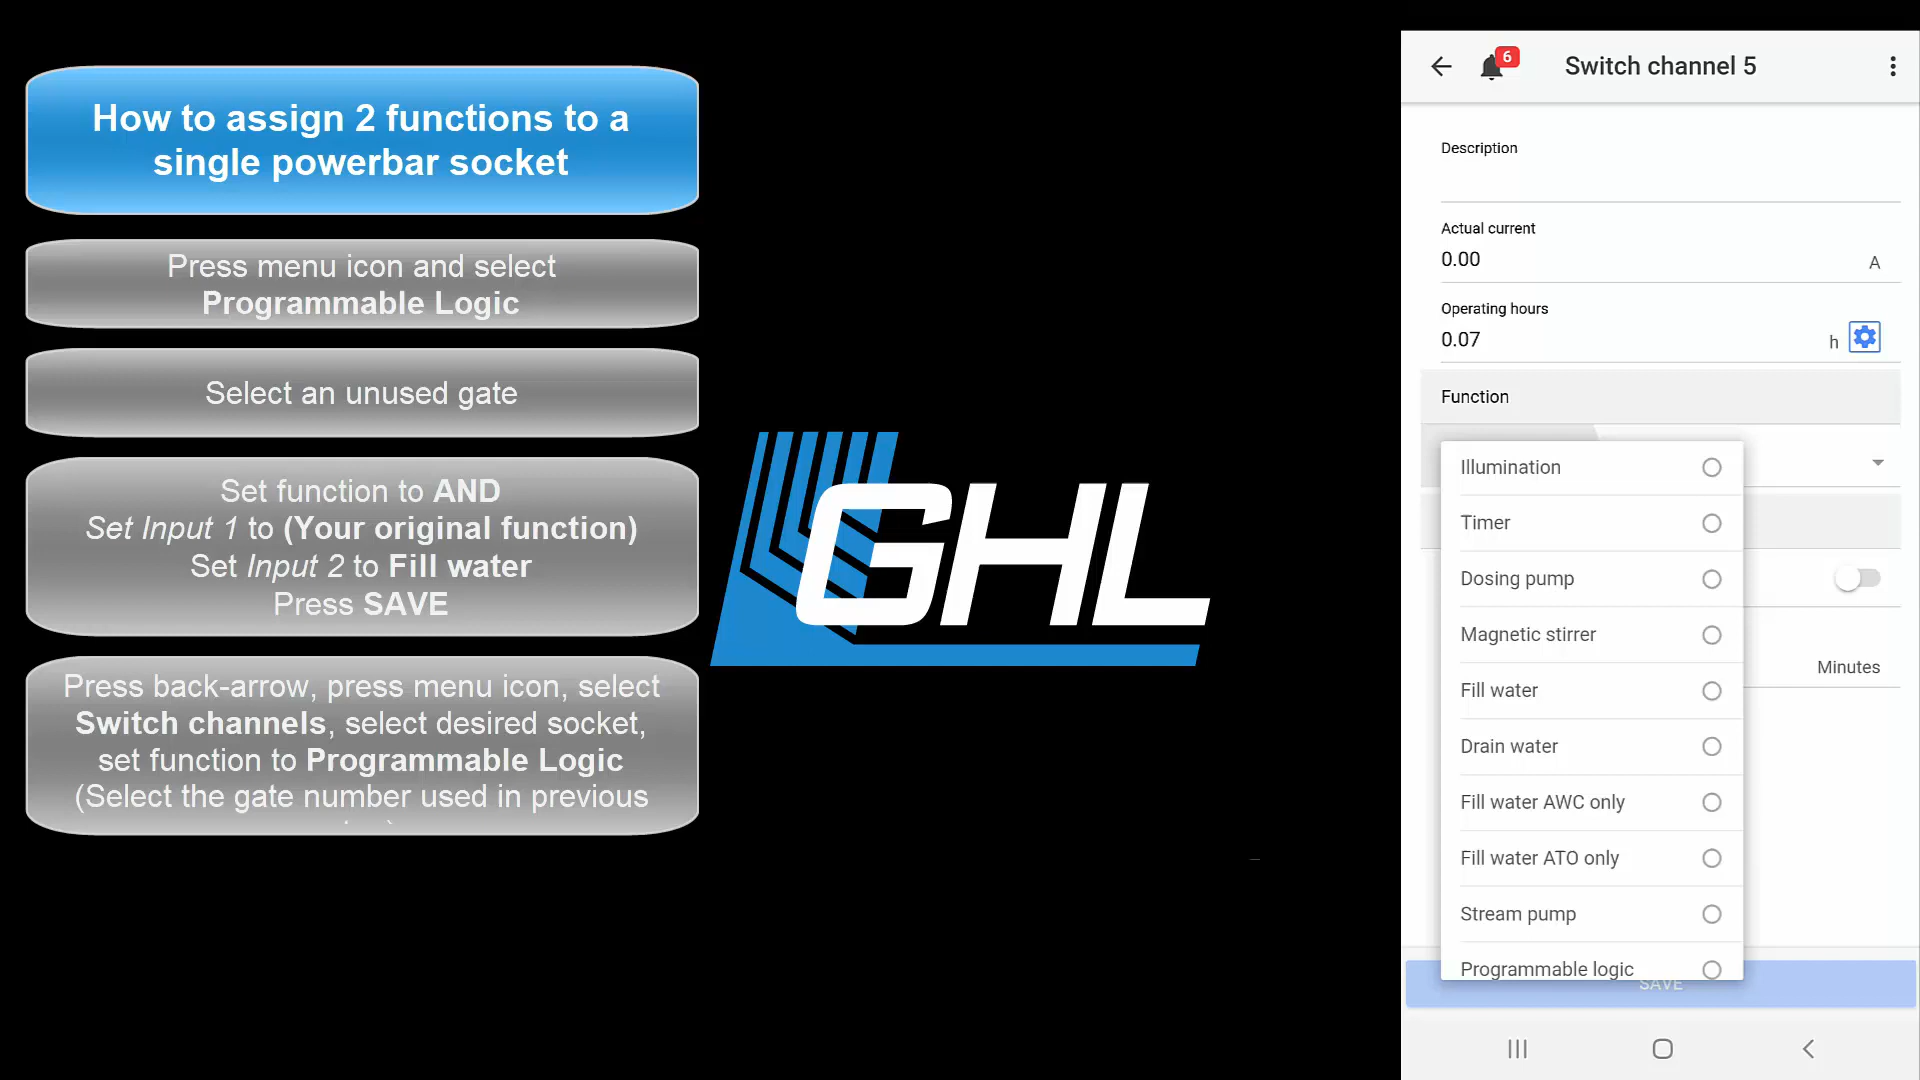 How to assign 2 functions to a
single powerbar socket
Press menu icon and select
Programmable Logic
Select an unused gate
Set function to AND
Set Input 1 to (Your original function)
Set Input 2 to Fill water
Press SAVE
Press back-arrow, press menu icon, select
Switch channels, select desired socket,
set function to Programmable Logic
(Select the gate number used in previous
GHL
6
Switch channel 5
Description
Actual current
0.00
A
Operating hours
0.07
h
Function
Illumination
Timer
Dosing pump
Magnetic stirrer
Fill water
Minutes
Drain water
Fill water AWC only
Fill water ATO only
Stream pump
Programmable logic
SAVE